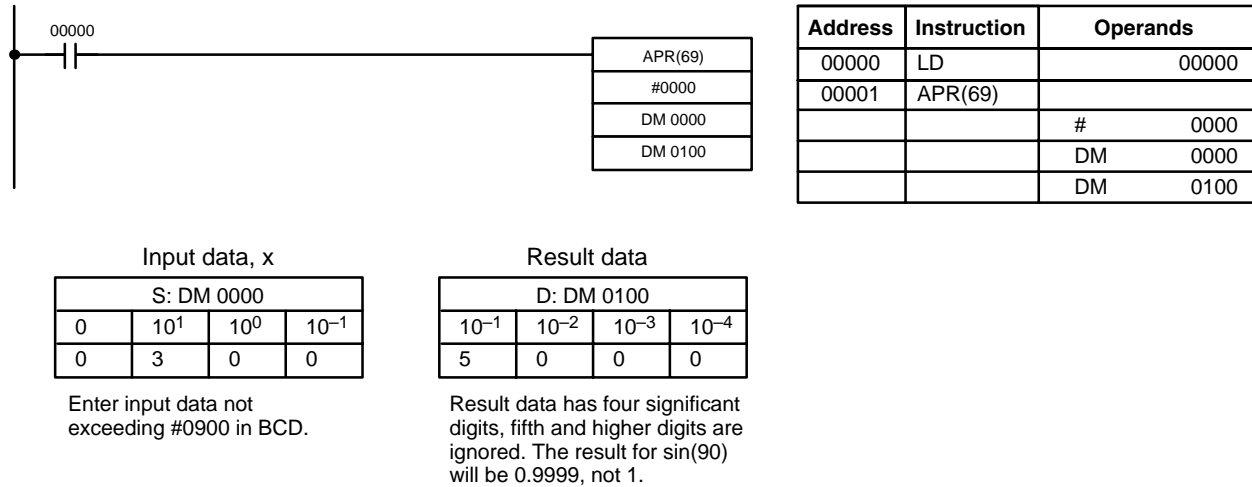 00000
APR(69)
#0000
DM 0000
DM 0100
Address Instruction Operands
00000 LD 00000
00001 APR(69)
# 0000
DM 0000
DM 0100
Input data, x
S: DM 0000
0 10¹ 10⁰ 10⁻¹
0 3 0 0
Enter input data not
exceeding #0900 in BCD.
Result data
D: DM 0100
10⁻¹ 10⁻² 10⁻³ 10⁻⁴
5 0 0 0
Result data has four significant
digits, fifth and higher digits are
ignored. The result for sin(90)
will be 0.9999, not 1.